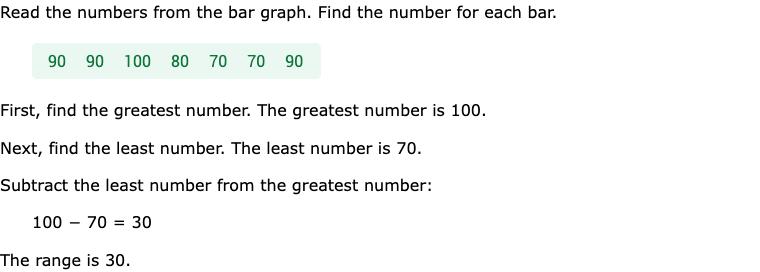 Read the numbers from the bar graph. Find the number for each bar.
90 90 100 80 70 70 90
First, find the greatest number. The greatest number is 100.
Next, find the least number. The least number is 70.
Subtract the least number from the greatest number:
100 − 70 = 30
The range is 30.